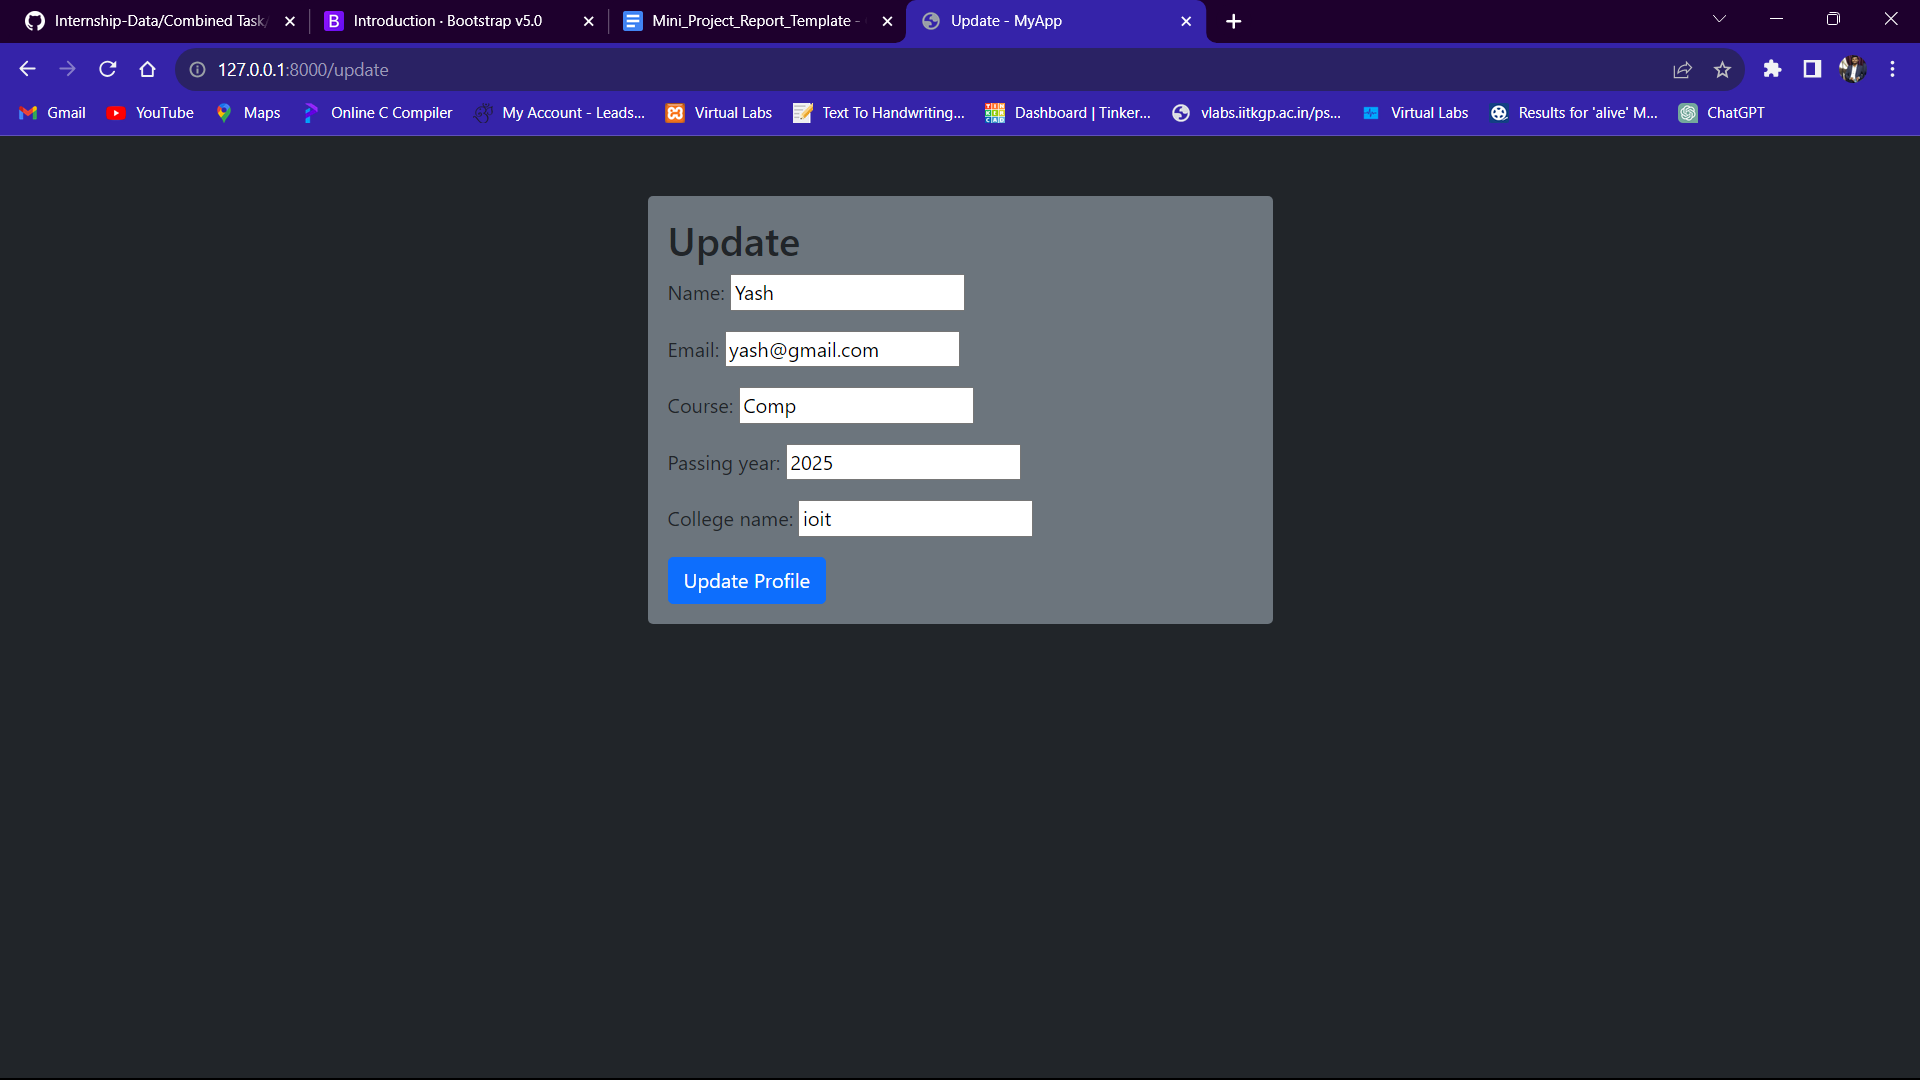 Internship-Data/Combined Task/
Introduction · Bootstrap v5.0
Mini_Project_Report_Template -
Update - MyApp
127.0.0.1:8000/update
Gmail
YouTube
Maps
Online C Compiler
My Account - Leads...
Virtual Labs
Text To Handwriting...
Dashboard | Tinker...
vlabs.iitkgp.ac.in/ps...
Virtual Labs
Results for 'alive' M...
ChatGPT
Update
Name: Yash
Email: yash@gmail.com
Course: Comp
Passing year: 2025
College name: ioit
Update Profile